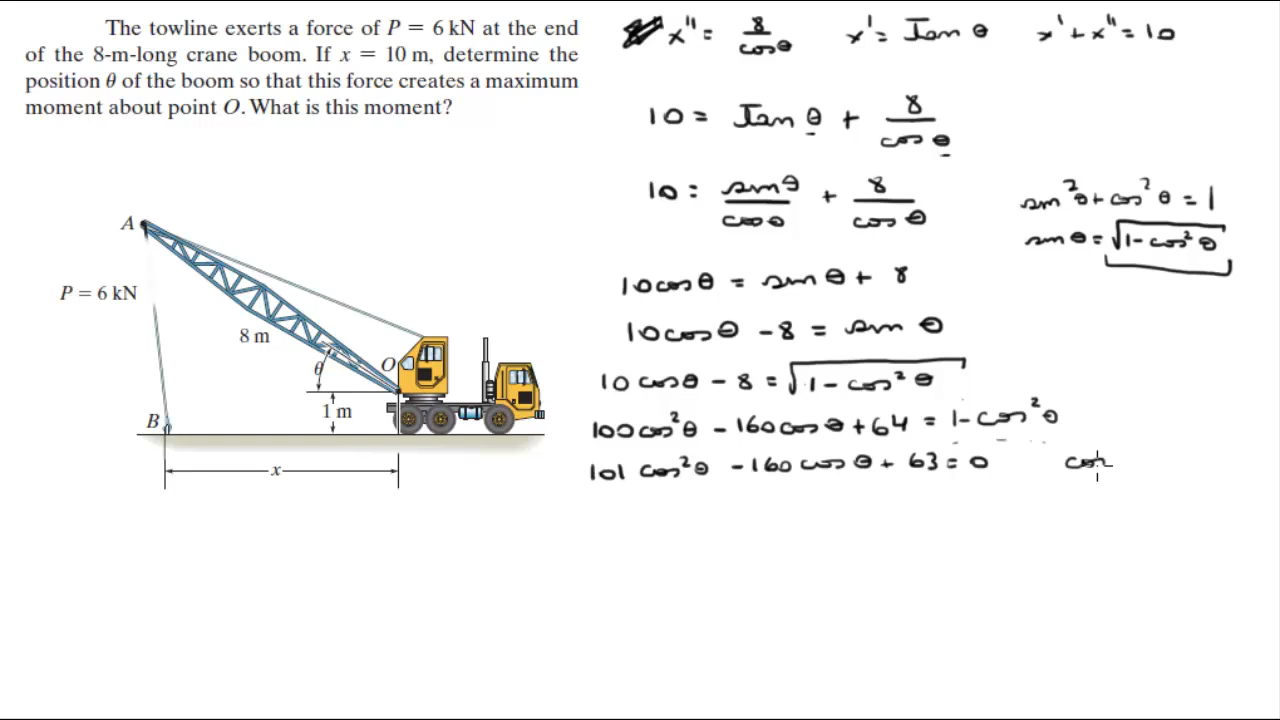 The towline exerts a force of P = 6 kN at the end
of the 8-m-long crane boom. If x = 10 m, determine the
position θ of the boom so that this force creates a maximum
moment about point O. What is this moment?
A
P = 6 kN
8 m
θ
O
1 m
B
x
x'' = 8/cosθ x' = Tan θ x' + x'' = 10
10 = Tan θ + 8/cos θ
10 = sinθ/cosθ + 8/cos θ
sin²θ + cos²θ = 1
sin θ = √1 - cos²θ
10cosθ = sin θ + 8
10cosθ - 8 = sin θ
10 cosθ - 8 = √1 - cos²θ
100cos²θ - 160cosθ + 64 = 1 - cos²θ
101 cos²θ - 160 cosθ + 63 = 0 cos